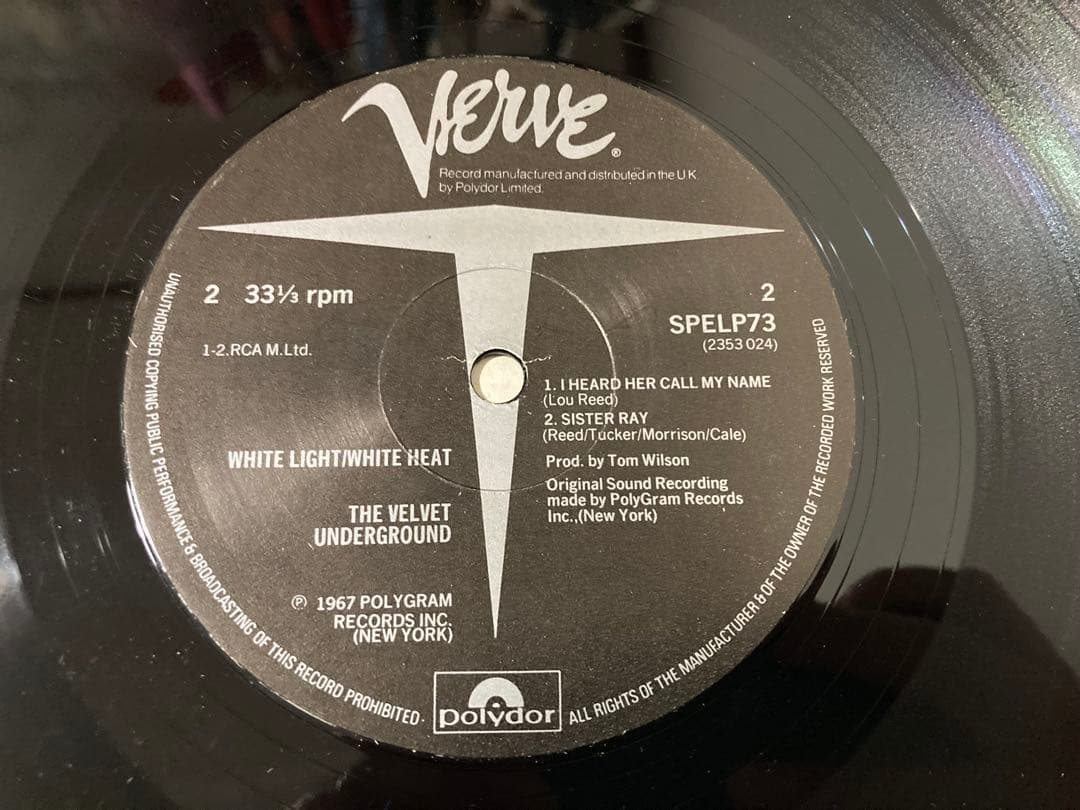 Verve®
Record manufactured and distributed in the U.K.
by Polydor Limited.
2 33⅓ rpm
2
SPELP73
(2353 024)
1-2.RCA M.Ltd.
1. I HEARD HER CALL MY NAME
(Lou Reed)
2. SISTER RAY
(Reed/Tucker/Morrison/Cale)
Prod. by Tom Wilson
Original Sound Recording
made by PolyGram Records
Inc.,(New York)
WHITE LIGHT/WHITE HEAT
THE VELVET
UNDERGROUND
℗ 1967 POLYGRAM
RECORDS INC.
(NEW YORK)
UNAUTHORISED COPYING PUBLIC PERFORMANCE & BROADCASTING OF THIS RECORD PROHIBITED·
polydor
ALL RIGHTS OF THE MANUFACTURER & OF THE OWNER OF THE RECORDED WORK RESERVED